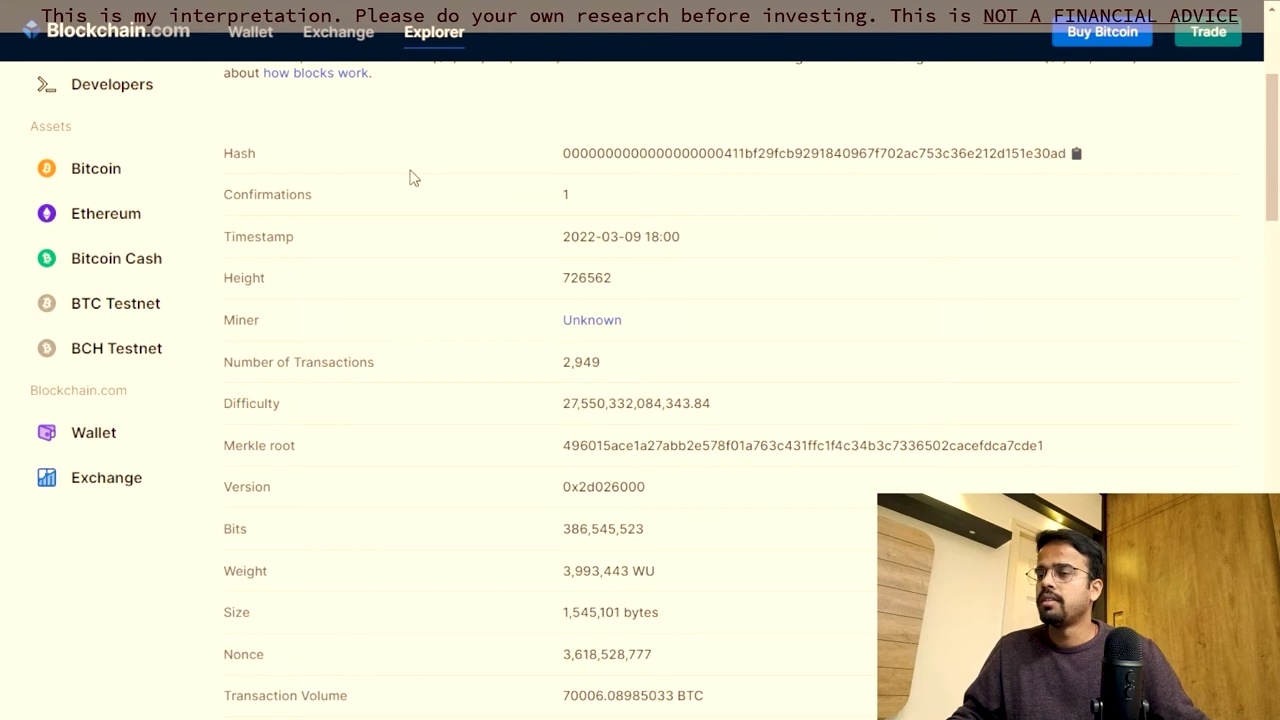 This is my interpretation. Please do your own research before investing. This is NOT A FINANCIAL ADVICE
Blockchain.com Wallet Exchange Explorer Buy Bitcoin Trade
about how blocks work.
Developers
Assets
Bitcoin
Ethereum
Bitcoin Cash
BTC Testnet
BCH Testnet
Blockchain.com
Wallet
Exchange
Hash 0000000000000000000411bf29fcb9291840967f702ac753c36e212d151e30ad
Confirmations 1
Timestamp 2022-03-09 18:00
Height 726562
Miner Unknown
Number of Transactions 2,949
Difficulty 27,550,332,084,343.84
Merkle root 496015ace1a27abb2e578f01a763c431ffc1f4c34b3c7336502cacefdca7cde1
Version 0x2d026000
Bits 386,545,523
Weight 3,993,443 WU
Size 1,545,101 bytes
Nonce 3,618,528,777
Transaction Volume 70006.08985033 BTC